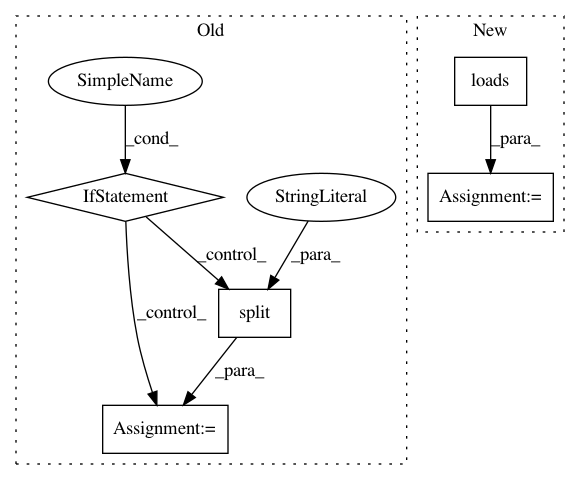 Old
New
SimpleName
loads
_cond_
_para_
IfStatement
StringLiteral
Assignment:=
_control_
_para_
_control_
split
_para_
Assignment:=